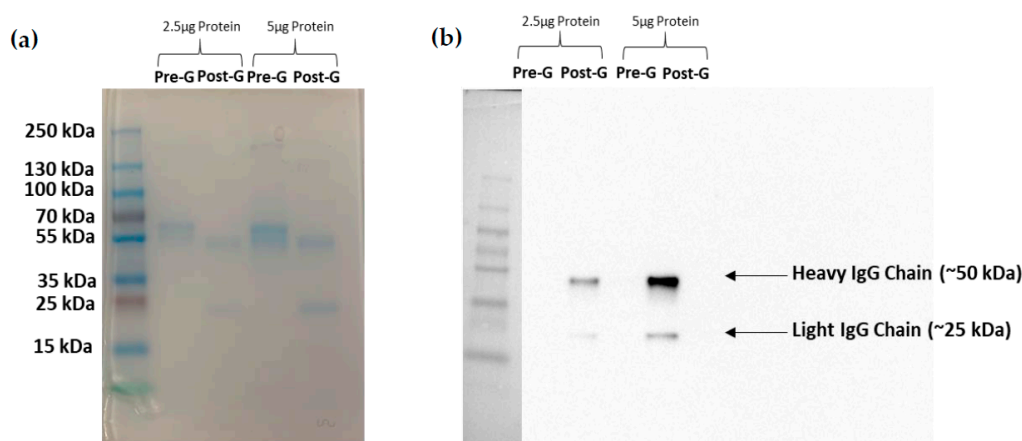 (a)
2.5µg Protein 5µg Protein
Pre-G Post-G Pre-G Post-G
250 kDa
130 kDa
100 kDa
70 kDa
55 kDa
35 kDa
25 kDa
15 kDa
(b)
2.5µg Protein 5µg Protein
Pre-G Post-G Pre-G Post-G
Heavy IgG Chain (~50 kDa)
Light IgG Chain (~25 kDa)